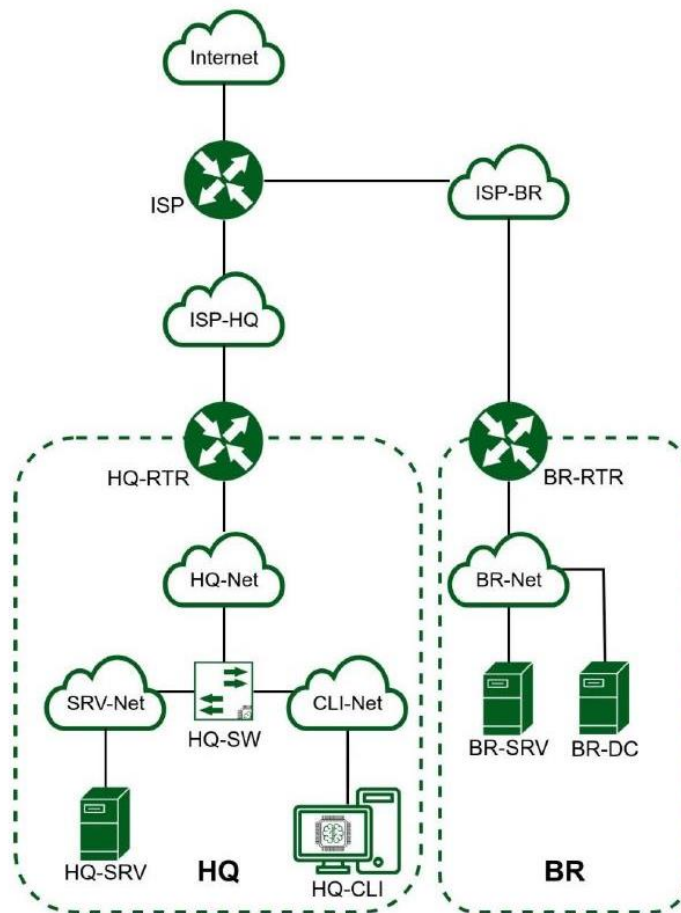 Internet
ISP
ISP-BR
ISP-HQ
HQ-RTR
BR-RTR
HQ-Net
BR-Net
SRV-Net
CLI-Net
HQ-SW
BR-SRV
BR-DC
HQ-SRV
HQ
HQ-CLI
BR